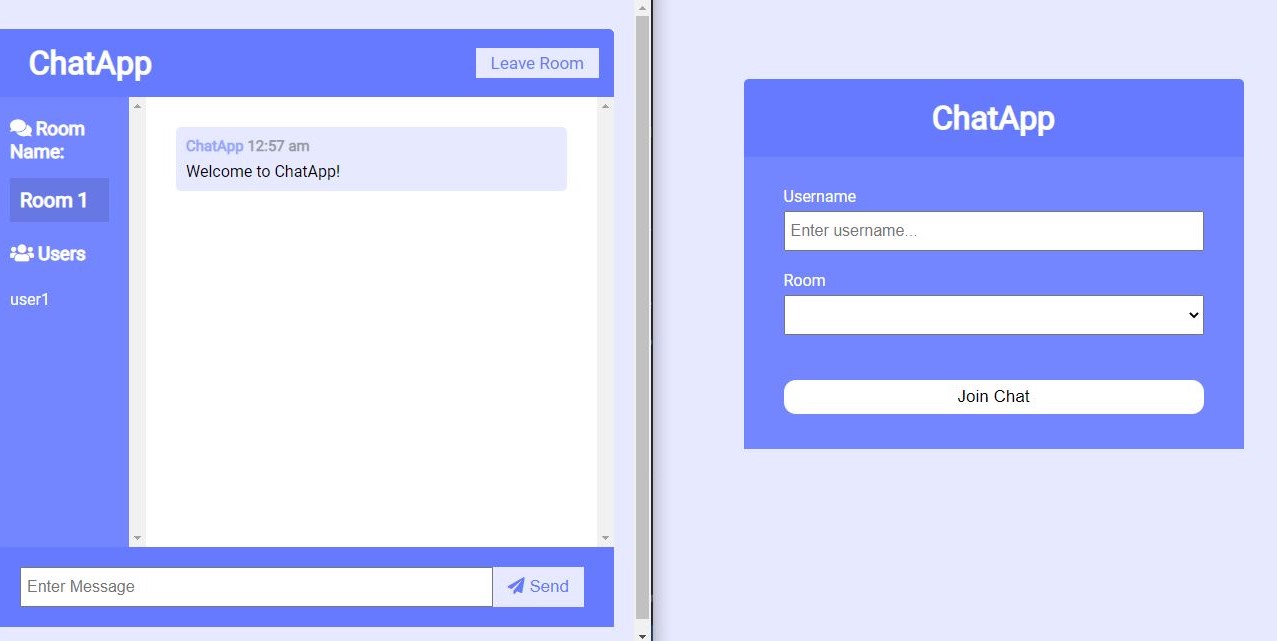 ChatApp
Leave Room
Room
Name:
Room 1
Users
user1
ChatApp 12:57 am
Welcome to ChatApp!
Enter Message
Send
ChatApp
Username
Enter username...
Room
Join Chat